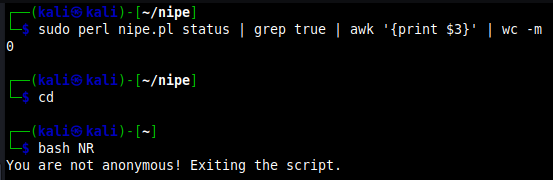 ┌──(kali㉿kali)-[~/nipe]
└─$ sudo perl nipe.pl status | grep true | awk '{print $3}' | wc -m
0
┌──(kali㉿kali)-[~/nipe]
└─$ cd
┌──(kali㉿kali)-[~]
└─$ bash NR
You are not anonymous! Exiting the script.